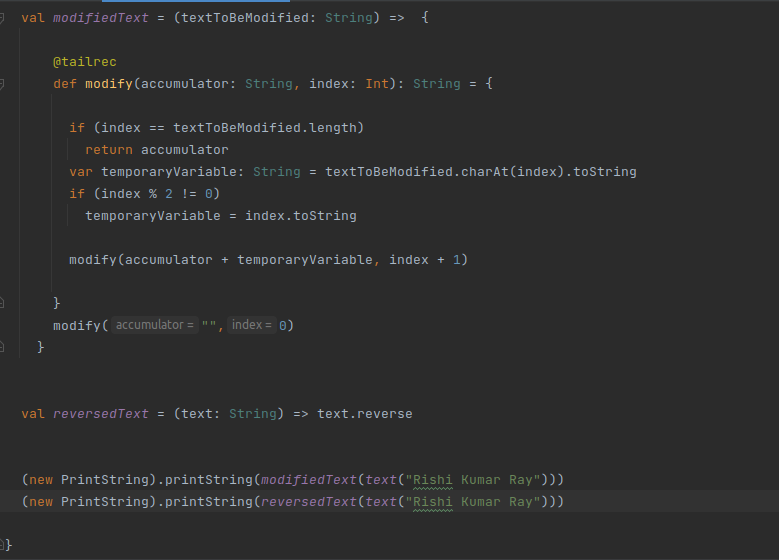 val modifiedText = (textToBeModified: String) => {
@tailrec
def modify(accumulator: String, index: Int): String = {
if (index == textToBeModified.length)
return accumulator
var temporaryVariable: String = textToBeModified.charAt(index).toString
if (index % 2 != 0)
temporaryVariable = index.toString
modify(accumulator + temporaryVariable, index + 1)
}
modify( accumulator = "", index = 0)
}
val reversedText = (text: String) => text.reverse
(new PrintString).printString(modifiedText(text("Rishi Kumar Ray")))
(new PrintString).printString(reversedText(text("Rishi Kumar Ray")))
}